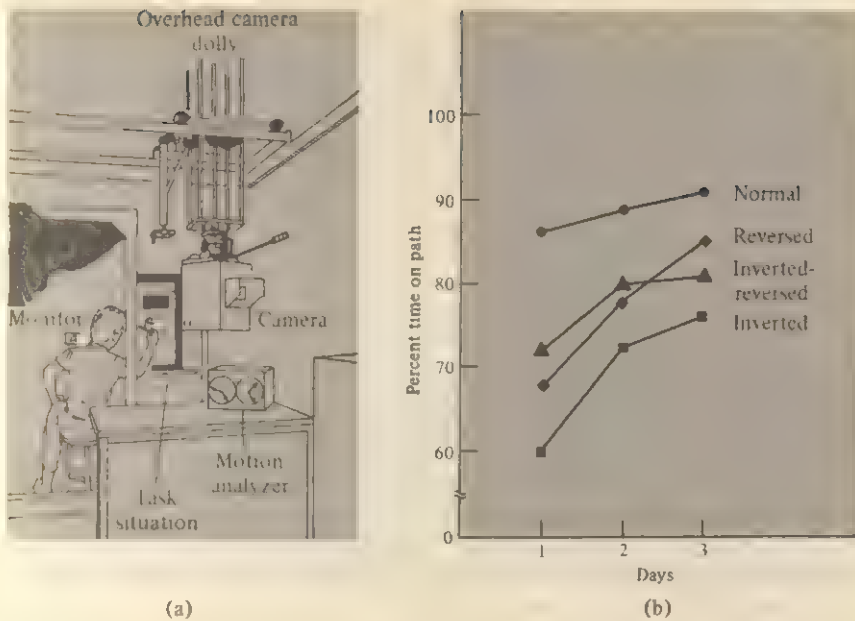 Overhead camera
dolly
Monitor
Camera
Motion
analyzer
Task
situation
(a)
Percent time on path
100
90
80
70
60
0
1 2 3
Days
Normal
Reversed
Inverted-
reversed
Inverted
(b)